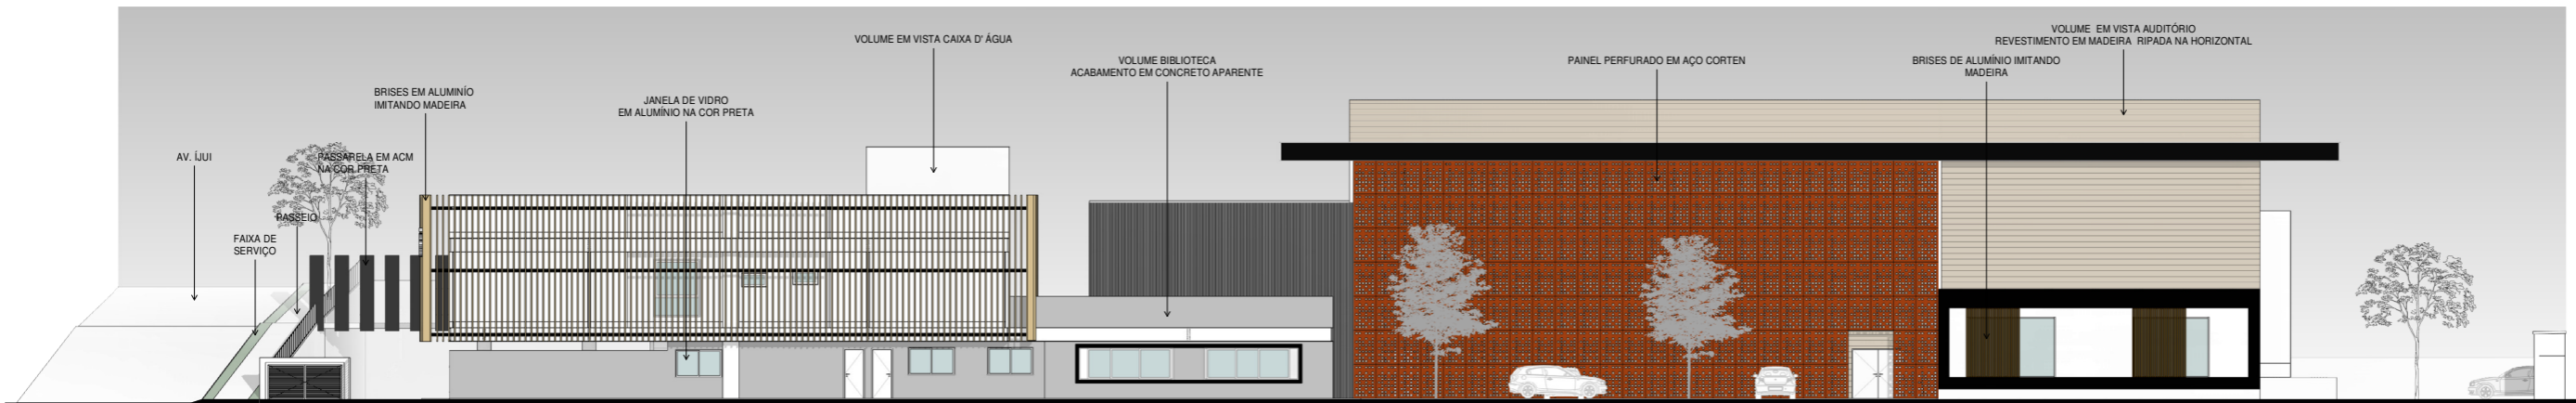 AV. ÍJUI
FAIXA DE
SERVIÇO
PASSEIO
PASSARELA EM ACM
NA COR PRETA
BRISES EM ALUMINÍO
IMITANDO MADEIRA
JANELA DE VIDRO
EM ALUMÍNIO NA COR PRETA
VOLUME EM VISTA CAIXA D' ÁGUA
VOLUME BIBLIOTECA
ACABAMENTO EM CONCRETO APARENTE
PAINEL PERFURADO EM AÇO CORTEN
BRISES DE ALUMÍNIO IMITANDO
MADEIRA
VOLUME EM VISTA AUDITÓRIO
REVESTIMENTO EM MADEIRA RIPADA NA HORIZONTAL